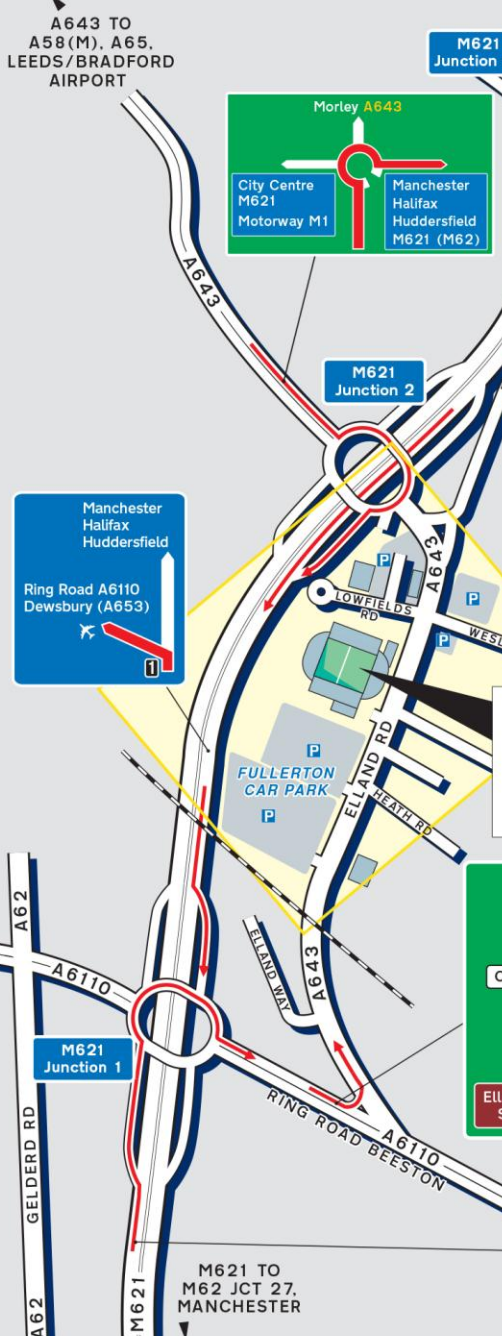 A643 TO
A58(M), A65,
LEEDS/BRADFORD
AIRPORT
M621
Junction
Morley A643
City Centre
M621
Motorway M1
Manchester
Halifax
Huddersfield
M621 (M62)
A643
M621
Junction 2
Manchester
Halifax
Huddersfield
Ring Road A6110
Dewsbury (A653)
1
A643
P
P
LOWFIELDS
RD
P
P
FULLERTON
CAR PARK
P
ELLAND RD
HEATH RD
A62
A6110
ELLAND WAY
A643
M621
Junction 1
GELDERD RD
RING ROAD BEESTON
A6110
M621 TO
M62 JCT 27,
MANCHESTER
M621
A62